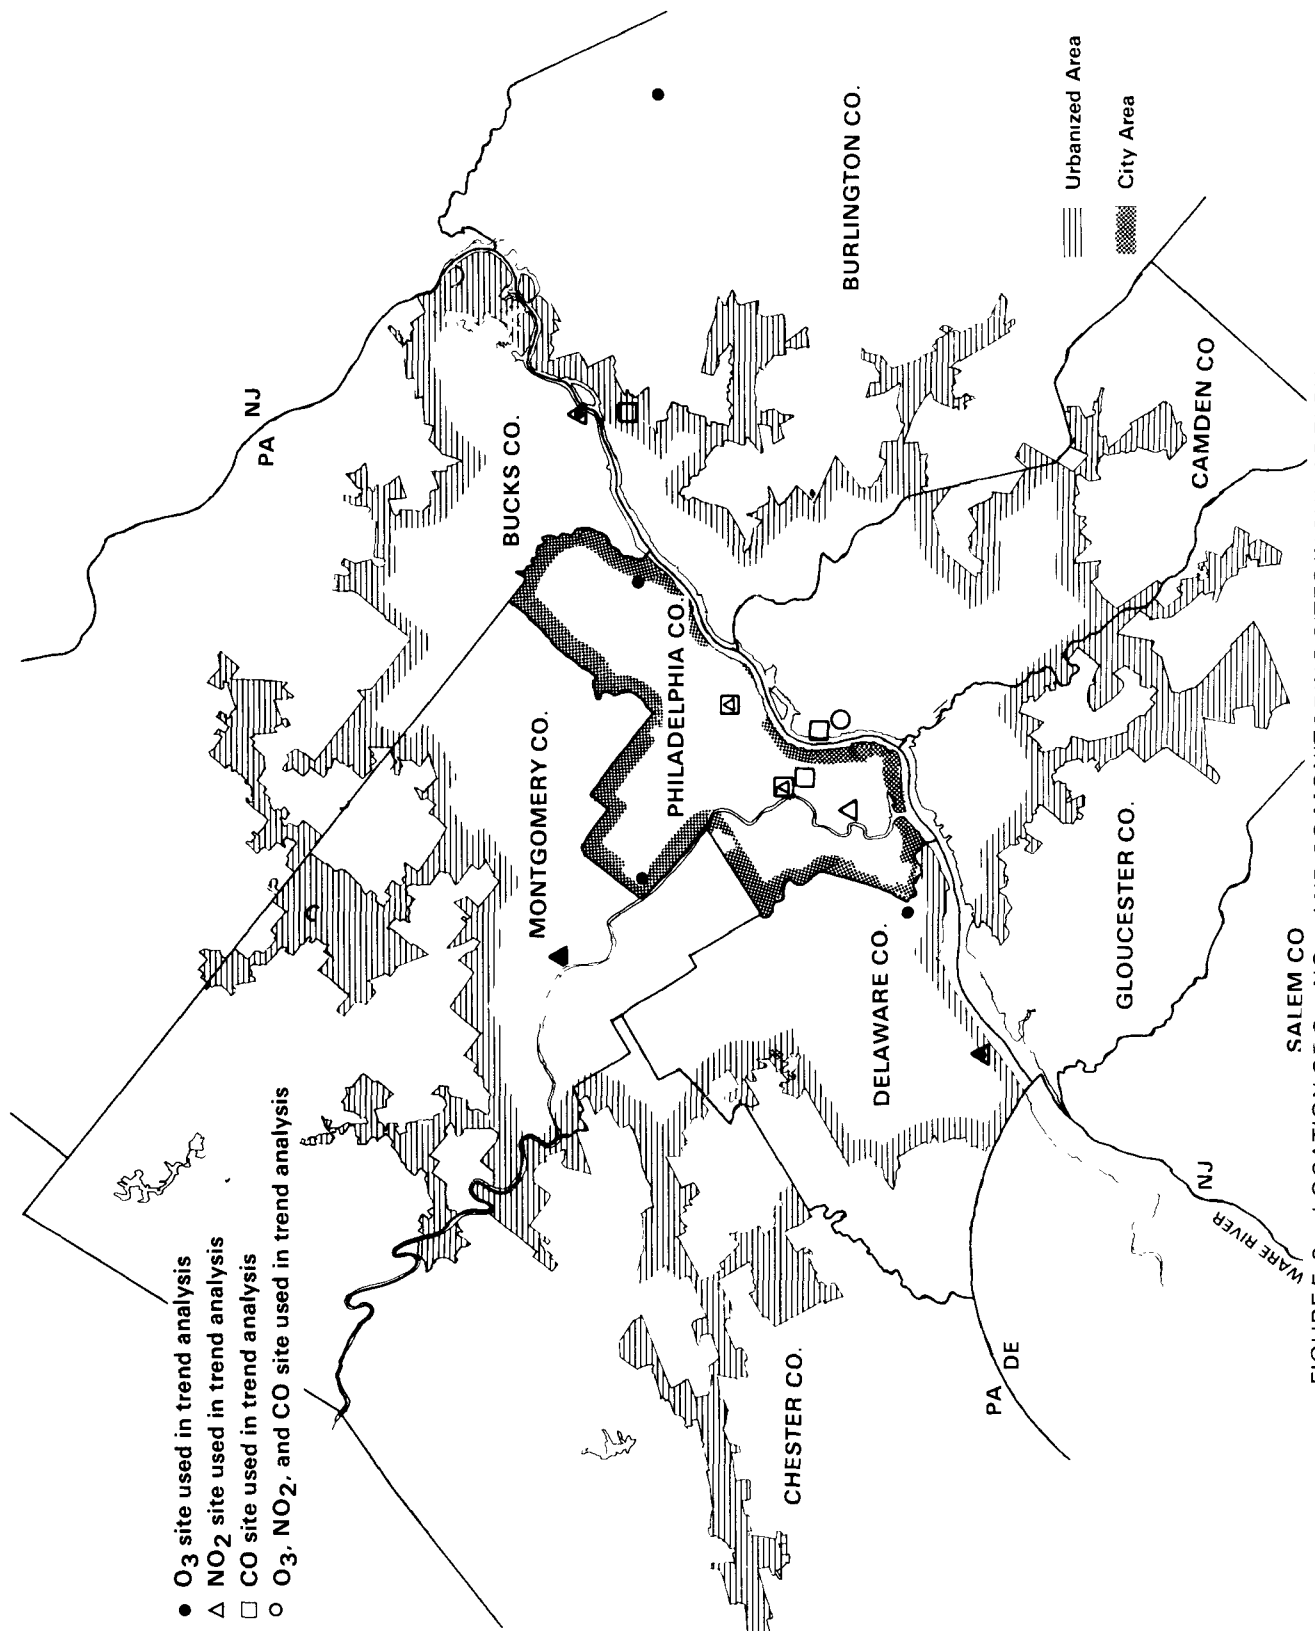 ● O3 site used in trend analysis
△ NO2 site used in trend analysis
□ CO site used in trend analysis
○ O3, NO2, and CO site used in trend analysis
PA
NJ
BUCKS CO.
MONTGOMERY CO.
PHILADELPHIA CO.
BURLINGTON CO.
CHESTER CO.
DELAWARE CO.
GLOUCESTER CO.
CAMDEN CO
SALEM CO
PA
DE
NJ
WARE RIVER
Urbanized Area
City Area